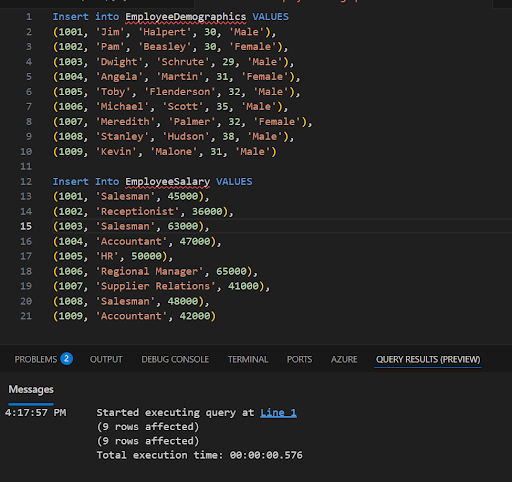 1 Insert into EmployeeDemographics VALUES
2 (1001, 'Jim', 'Halpert', 30, 'Male'),
3 (1002, 'Pam', 'Beasley', 30, 'Female'),
4 (1003, 'Dwight', 'Schrute', 29, 'Male'),
5 (1004, 'Angela', 'Martin', 31, 'Female'),
6 (1005, 'Toby', 'Flenderson', 32, 'Male'),
7 (1006, 'Michael', 'Scott', 35, 'Male'),
8 (1007, 'Meredith', 'Palmer', 32, 'Female'),
9 (1008, 'Stanley', 'Hudson', 38, 'Male'),
10 (1009, 'Kevin', 'Malone', 31, 'Male')
11
12 Insert Into EmployeeSalary VALUES
13 (1001, 'Salesman', 45000),
14 (1002, 'Receptionist', 36000),
15 (1003, 'Salesman', 63000),
16 (1004, 'Accountant', 47000),
17 (1005, 'HR', 50000),
18 (1006, 'Regional Manager', 65000),
19 (1007, 'Supplier Relations', 41000),
20 (1008, 'Salesman', 48000),
21 (1009, 'Accountant', 42000)
PROBLEMS 2 OUTPUT DEBUG CONSOLE TERMINAL PORTS AZURE QUERY RESULTS (PREVIEW)
Messages
4:17:57 PM Started executing query at Line 1
(9 rows affected)
(9 rows affected)
Total execution time: 00:00:00.576